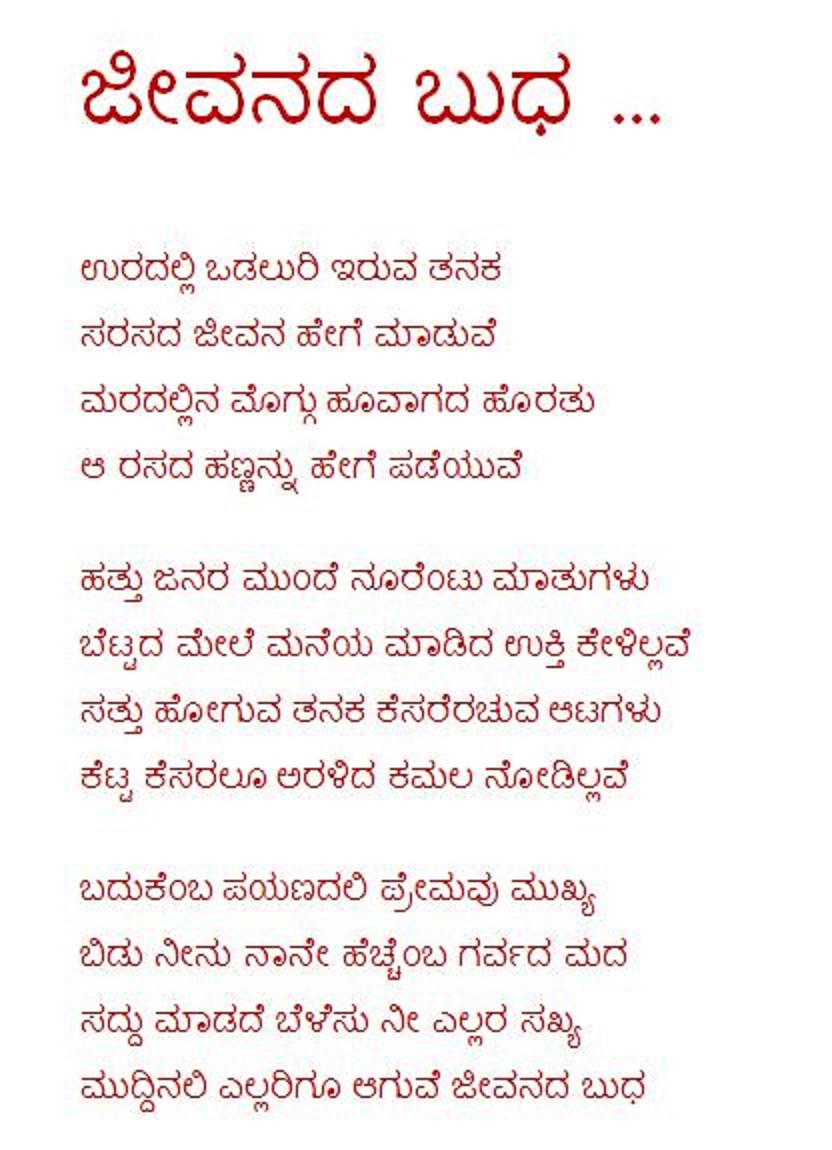 ಜೀವನದ ಬುಧ ...
ಉರದಲ್ಲಿ ಒಡಲುರಿ ಇರುವ ತನಕ
ಸರಸದ ಜೀವನ ಹೇಗೆ ಮಾಡುವೆ
ಮರದಲ್ಲಿನ ಮೊಗ್ಗು ಹೂವಾಗದ ಹೊರತು
ಆ ರಸದ ಹಣ್ಣನ್ನು ಹೇಗೆ ಪಡೆಯುವೆ
ಹತ್ತು ಜನರ ಮುಂದೆ ನೂರೆಂಟು ಮಾತುಗಳು
ಬೆಟ್ಟದ ಮೇಲೆ ಮನೆಯ ಮಾಡಿದ ಉಕ್ತಿ ಕೇಳಿಲ್ಲವೆ
ಸತ್ತು ಹೋಗುವ ತನಕ ಕೆಸರೆರಚುವ ಆಟಗಳು
ಕೆಟ್ಟ ಕೆಸರಲೂ ಅರಳಿದ ಕಮಲ ನೋಡಿಲ್ಲವೆ
ಬದುಕೆಂಬ ಪಯಣದಲಿ ಪ್ರೇಮವು ಮುಖ್ಯ
ಬಿಡು ನೀನು ನಾನೇ ಹೆಚ್ಚೆಂಬ ಗರ್ವದ ಮದ
ಸದ್ದು ಮಾಡದೆ ಬೆಳೆಸು ನೀ ಎಲ್ಲರ ಸಖ್ಯ
ಮುದ್ದಿನಲಿ ಎಲ್ಲರಿಗೂ ಆಗುವೆ ಜೀವನದ ಬುಧ